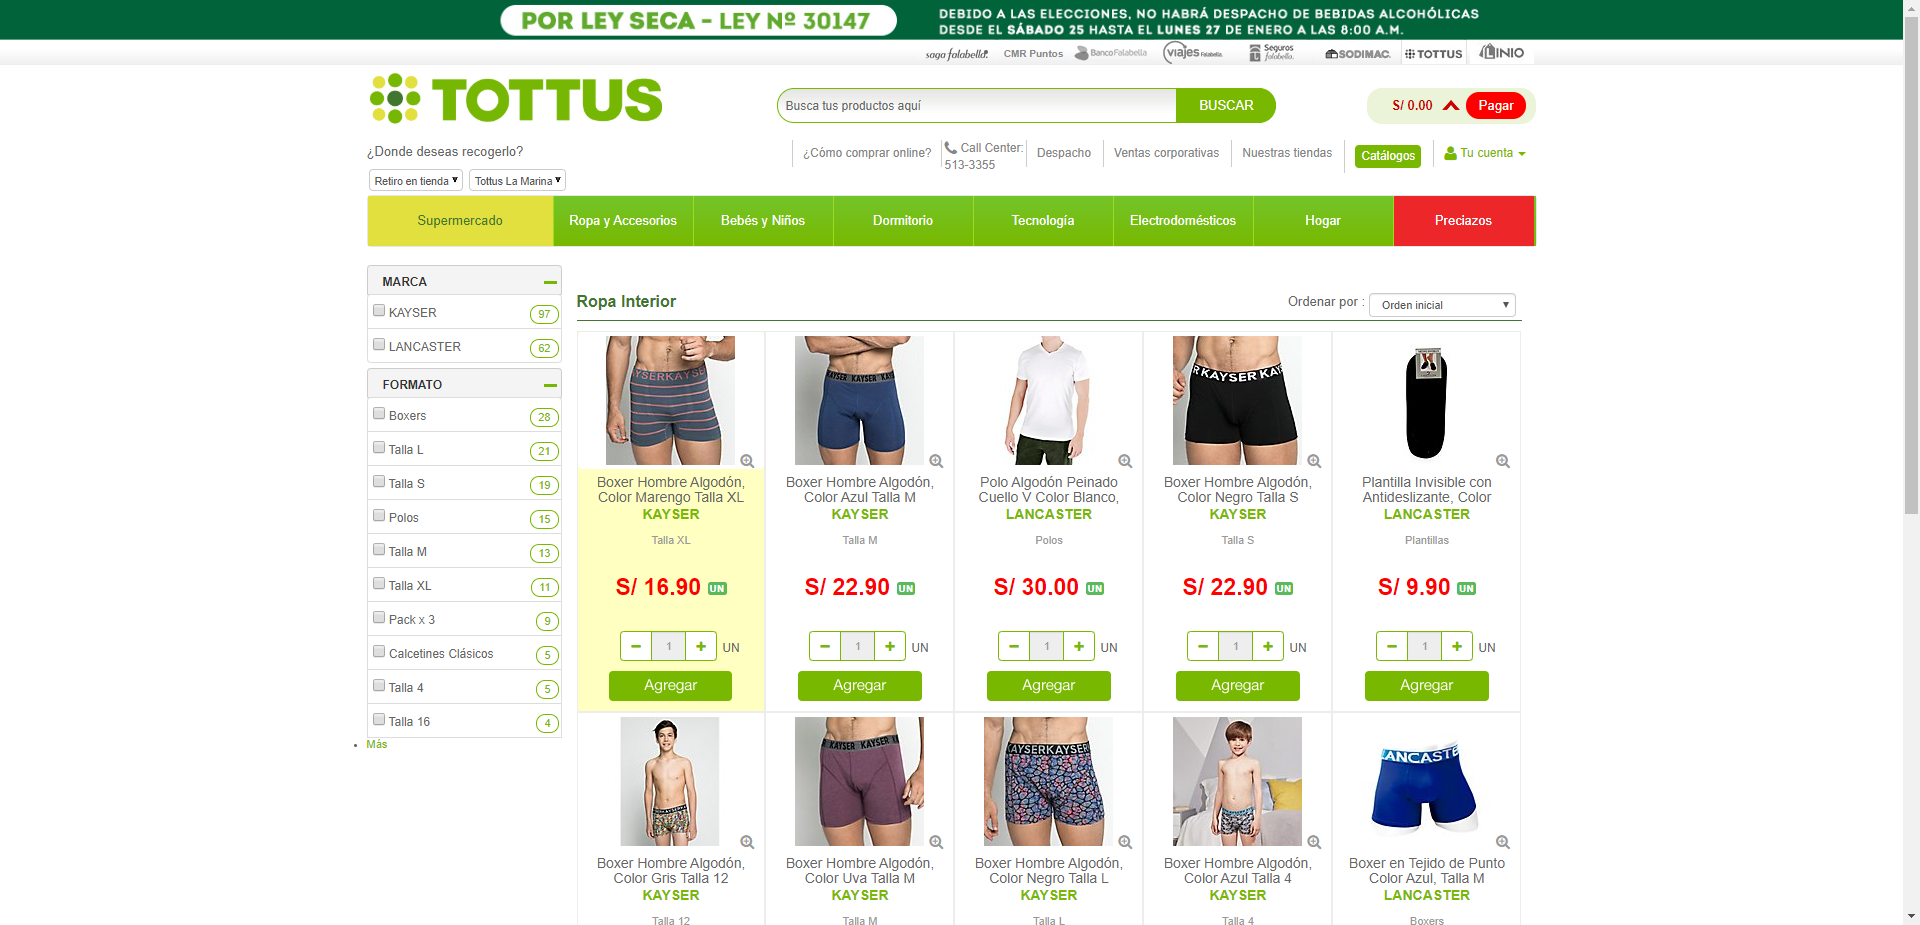 POR LEY SECA - LEY Nº 30147
DEBIDO A LAS ELECCIONES, NO HABRÁ DESPACHO DE BEBIDAS ALCOHÓLICAS
DESDE EL SÁBADO 25 HASTA EL LUNES 27 DE ENERO A LAS 8:00 A.M.
saga falabella. CMR Puntos Banco Falabella Viajes Falabella Seguros falabella. SODIMAC. TOTTUS LINIO
TOTTUS
Busca tus productos aquí BUSCAR
S/ 0.00 Pagar
¿Donde deseas recogerlo?
Retiro en tienda Tottus La Marina
¿Cómo comprar online? Call Center: 513-3355 Despacho Ventas corporativas Nuestras tiendas Catálogos Tu cuenta
Supermercado Ropa y Accesorios Bebés y Niños Dormitorio Tecnología Electrodomésticos Hogar Preciazos
MARCA
KAYSER 97
LANCASTER 62
FORMATO
Boxers 28
Talla L 21
Talla S 19
Polos 15
Talla M 13
Talla XL 11
Pack x 3 9
Calcetines Clásicos 5
Talla 4 5
Talla 16 4
Más
Ropa Interior
Ordenar por : Orden inicial
YSERKAYSER
KAYSER KAYSER
R KAYSER KAY
Boxer Hombre Algodón,
Color Marengo Talla XL
KAYSER
Talla XL
S/ 16.90 UN
1 UN
Agregar
Boxer Hombre Algodón,
Color Azul Talla M
KAYSER
Talla M
S/ 22.90 UN
1 UN
Agregar
Polo Algodón Peinado
Cuello V Color Blanco,
LANCASTER
Polos
S/ 30.00 UN
1 UN
Agregar
Boxer Hombre Algodón,
Color Negro Talla S
KAYSER
Talla S
S/ 22.90 UN
1 UN
Agregar
Plantilla Invisible con
Antideslizante, Color
LANCASTER
Plantillas
S/ 9.90 UN
1 UN
Agregar
KAYSER KAYSER
KAYSERKAYSER
LANCASTE
Boxer Hombre Algodón,
Color Gris Talla 12
KAYSER
Talla 12
Boxer Hombre Algodón,
Color Uva Talla M
KAYSER
Talla M
Boxer Hombre Algodón,
Color Negro Talla L
KAYSER
Talla L
Boxer Hombre Algodón,
Color Azul Talla 4
KAYSER
Talla 4
Boxer en Tejido de Punto
Color Azul, Talla M
LANCASTER
Boxers